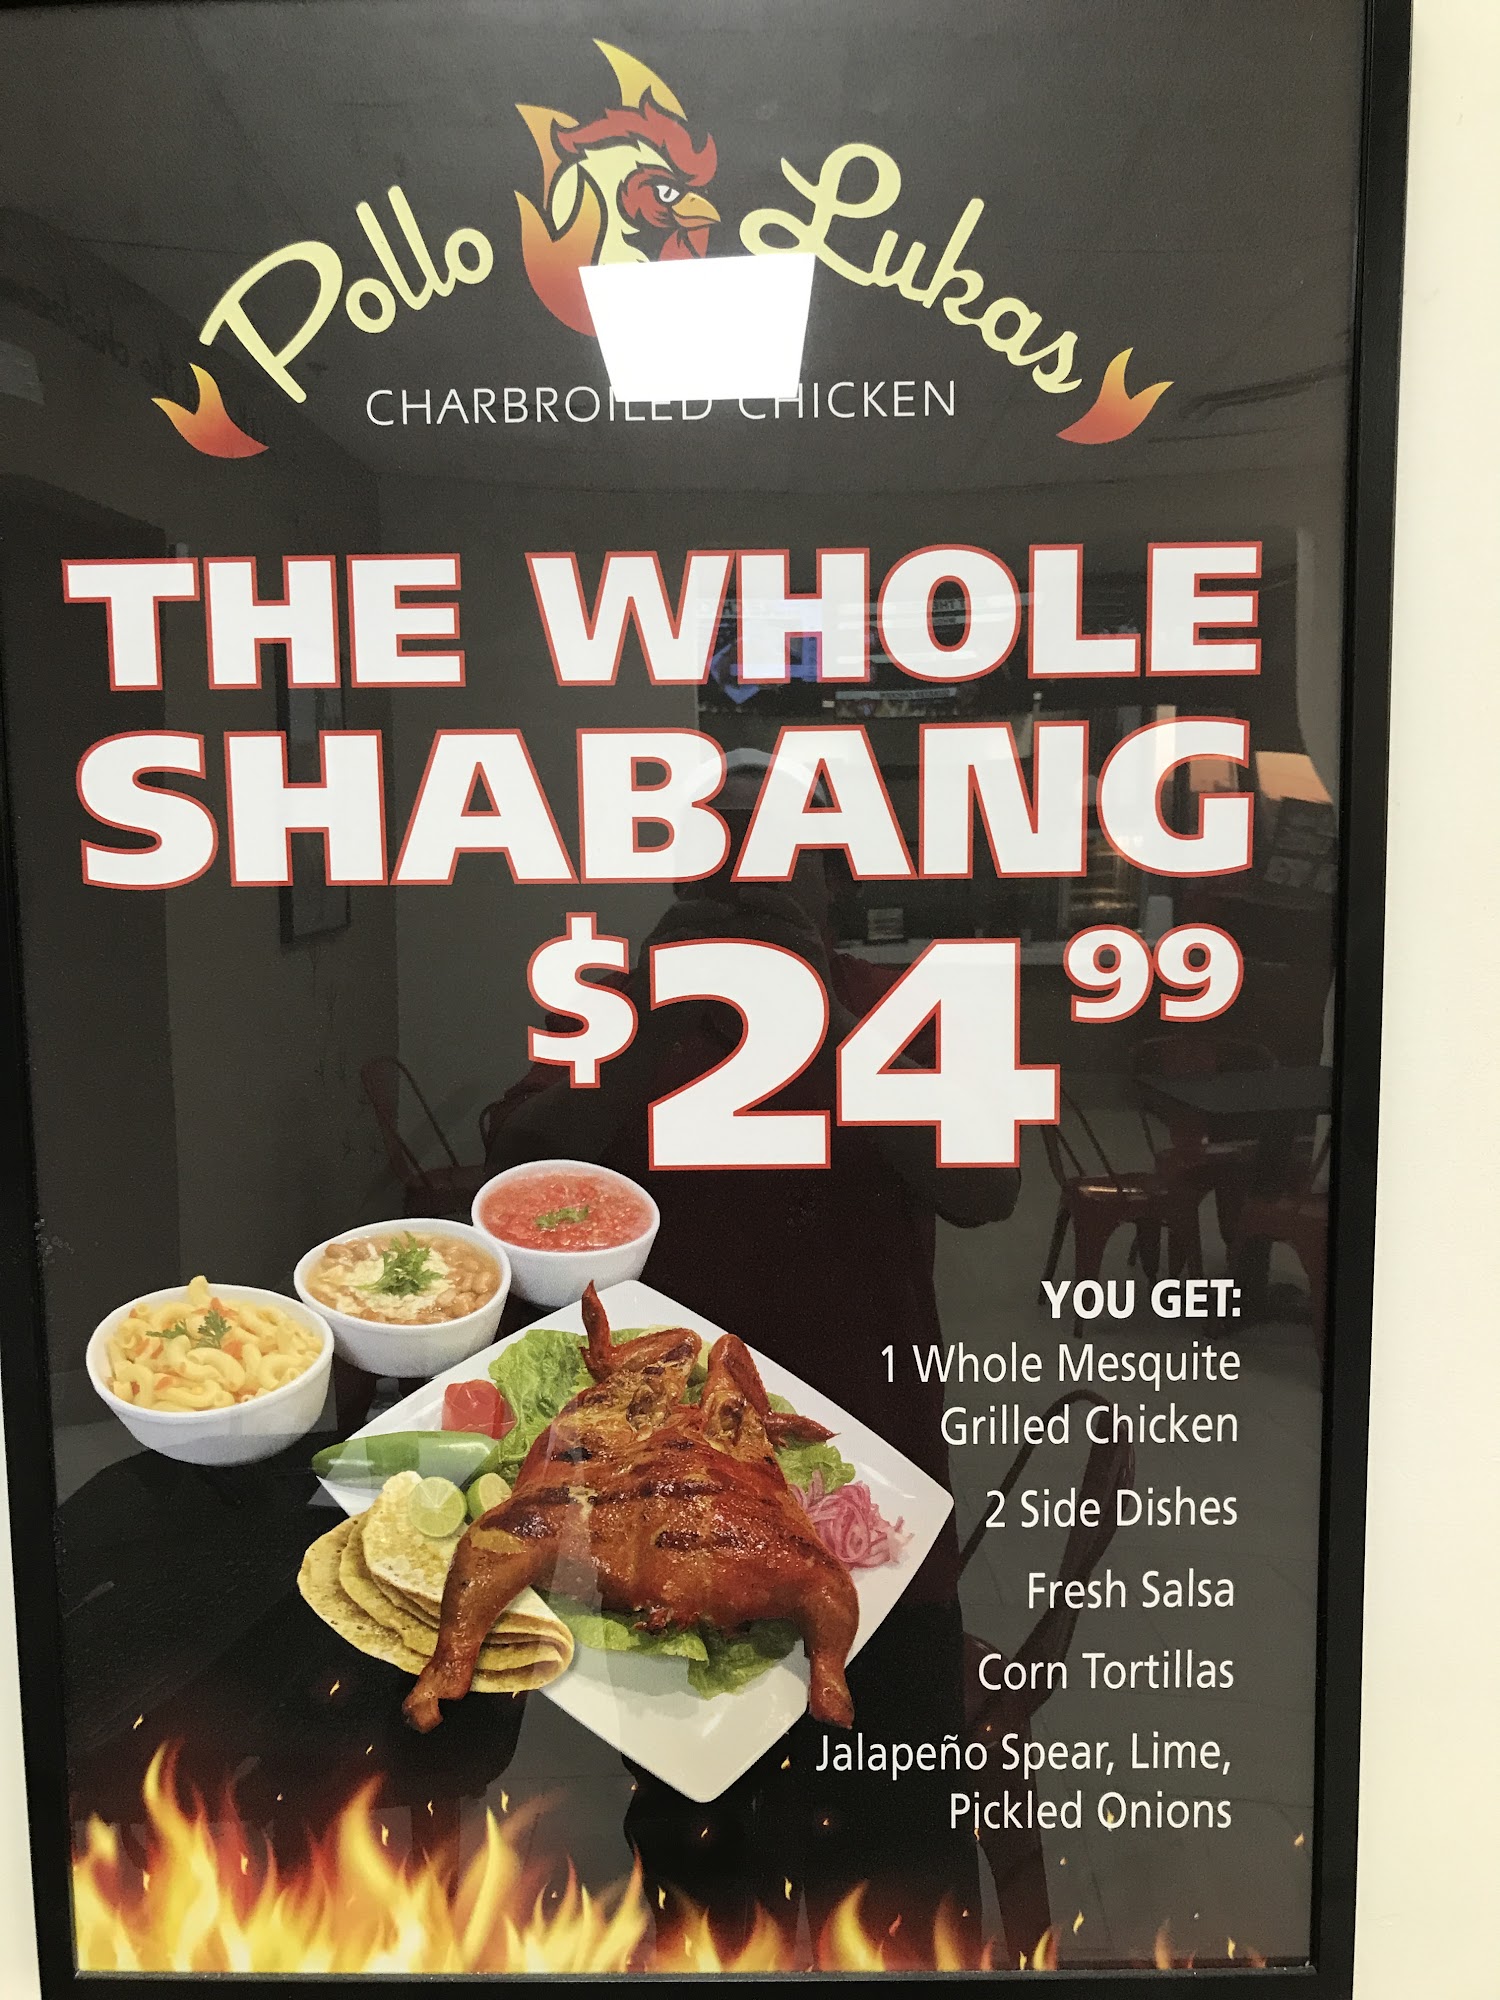 Pollo Lukas
CHARBROILED CHICKEN
THE WHOLE
SHABANG
$24.99
YOU GET:
1 Whole Mesquite
Grilled Chicken
2 Side Dishes
Fresh Salsa
Corn Tortillas
Jalapeño Spear, Lime,
Pickled Onions